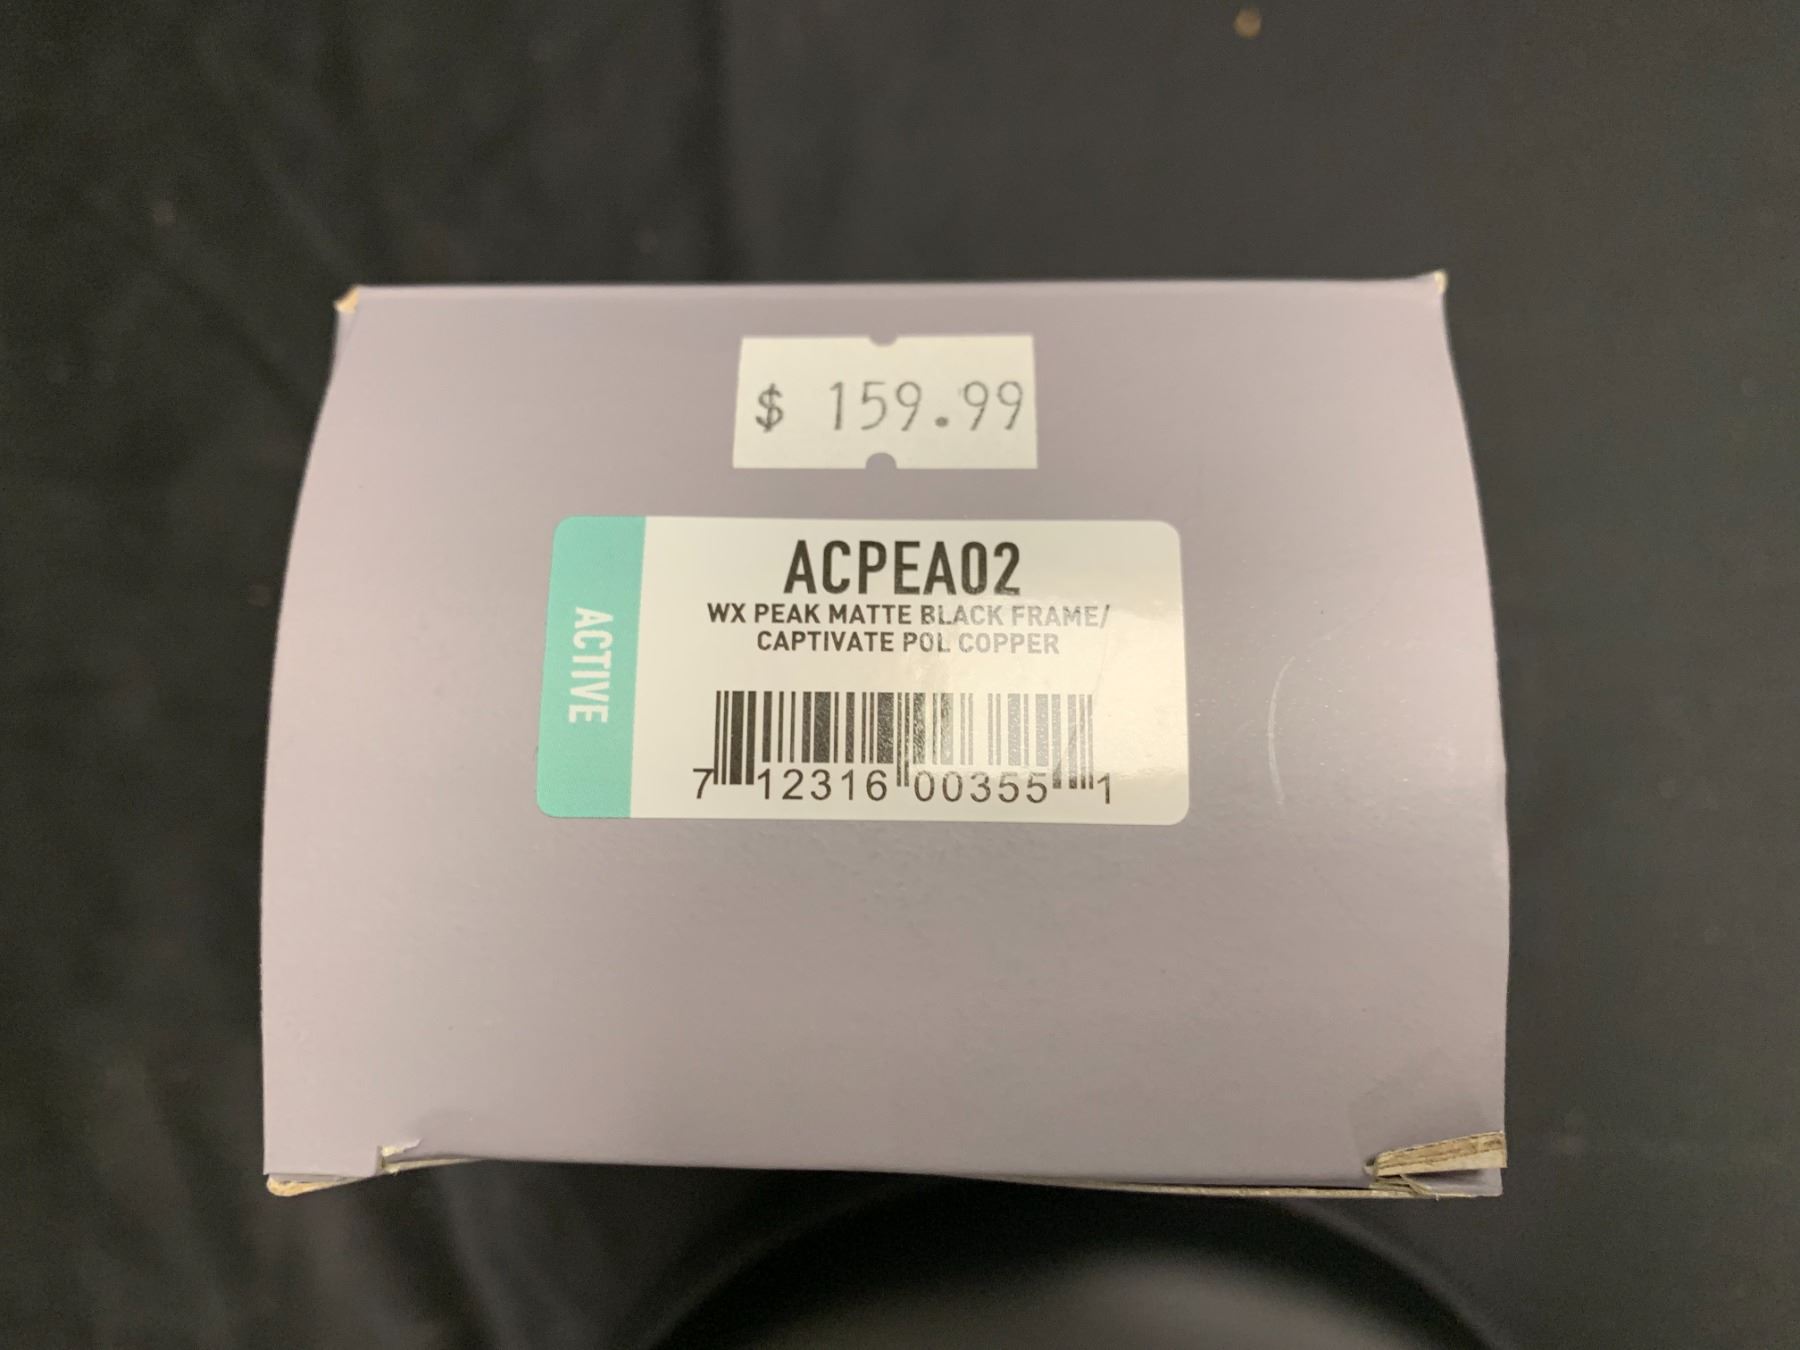 $ 159.99
ACTIVE
ACPEA02
WX PEAK MATTE BLACK FRAME/
CAPTIVATE POL COPPER
7 12316 00355 1